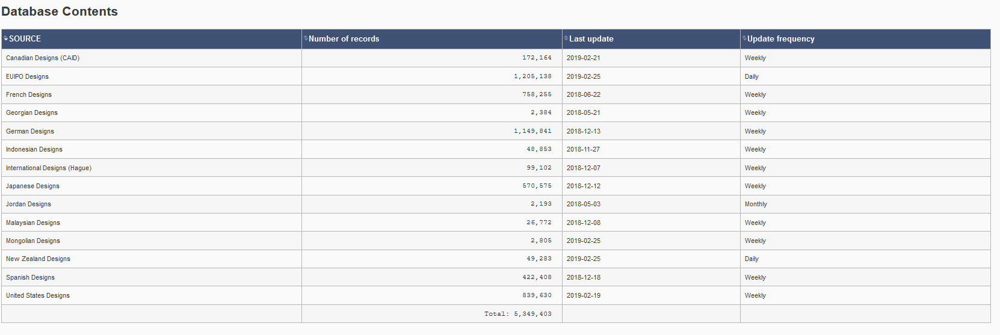 Database Contents
SOURCE Number of records Last update Update frequency
Canadian Designs (CAID) 172,164 2019-02-21 Weekly
EUIPO Designs 1,205,138 2019-02-25 Daily
French Designs 758,255 2018-06-22 Weekly
Georgian Designs 2,384 2018-05-21 Weekly
German Designs 1,149,841 2018-12-13 Weekly
Indonesian Designs 48,853 2018-11-27 Weekly
International Designs (Hague) 99,102 2018-12-07 Weekly
Japanese Designs 570,575 2018-12-12 Weekly
Jordan Designs 2,193 2018-05-03 Monthly
Malaysian Designs 26,772 2018-12-08 Weekly
Mongolian Designs 2,805 2019-02-25 Weekly
New Zealand Designs 49,283 2019-02-25 Daily
Spanish Designs 422,408 2018-12-18 Weekly
United States Designs 839,630 2019-02-19 Weekly
Total: 5,349,403